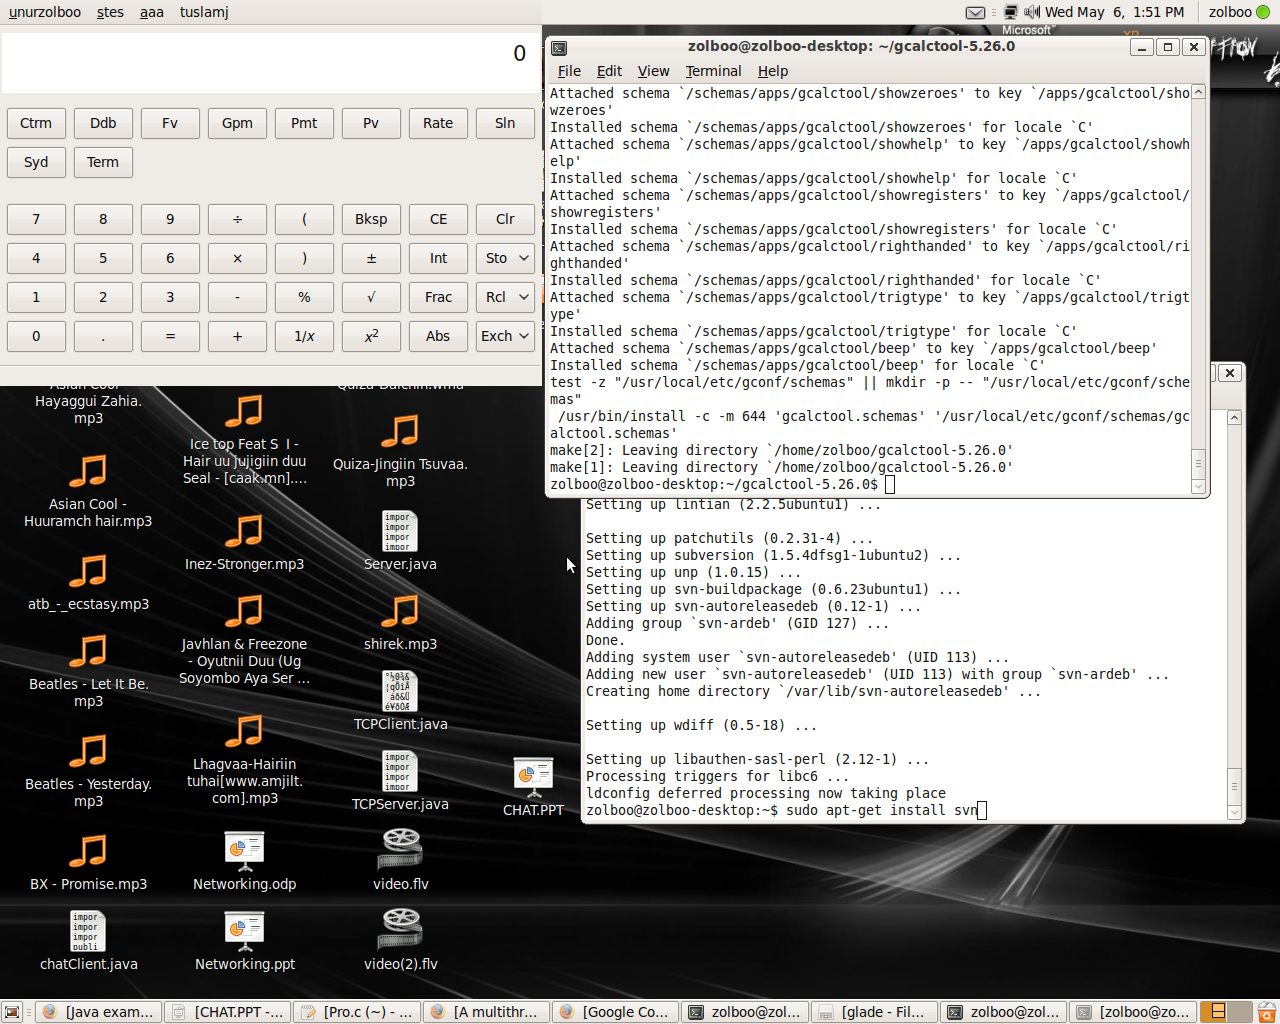 unurzolboo stes aaa tuslamj
Wed May 6, 1:51 PM zolboo
0
Ctrm Ddb Fv Gpm Pmt Pv Rate Sln
Syd Term
7 8 9 ÷ ( Bksp CE Clr
4 5 6 × ) ± Int Sto
1 2 3 - % √ Frac Rcl
0 . = + 1/x x² Abs Exch
Microsoft
XP
zolboo@zolboo-desktop: ~/gcalctool-5.26.0
File Edit View Terminal Help
Attached schema `/schemas/apps/gcalctool/showzeroes' to key `/apps/gcalctool/sho
wzeroes'
Installed schema `/schemas/apps/gcalctool/showzeroes' for locale `C'
Attached schema `/schemas/apps/gcalctool/showhelp' to key `/apps/gcalctool/showh
elp'
Installed schema `/schemas/apps/gcalctool/showhelp' for locale `C'
Attached schema `/schemas/apps/gcalctool/showregisters' to key `/apps/gcalctool/
showregisters'
Installed schema `/schemas/apps/gcalctool/showregisters' for locale `C'
Attached schema `/schemas/apps/gcalctool/righthanded' to key `/apps/gcalctool/ri
ghthanded'
Installed schema `/schemas/apps/gcalctool/righthanded' for locale `C'
Attached schema `/schemas/apps/gcalctool/trigtype' to key `/apps/gcalctool/trigt
ype'
Installed schema `/schemas/apps/gcalctool/trigtype' for locale `C'
Attached schema `/schemas/apps/gcalctool/beep' to key `/apps/gcalctool/beep'
Installed schema `/schemas/apps/gcalctool/beep' for locale `C'
test -z "/usr/local/etc/gconf/schemas" || mkdir -p -- "/usr/local/etc/gconf/sche
mas"
 /usr/bin/install -c -m 644 'gcalctool.schemas' '/usr/local/etc/gconf/schemas/gc
alctool.schemas'
make[2]: Leaving directory `/home/zolboo/gcalctool-5.26.0'
make[1]: Leaving directory `/home/zolboo/gcalctool-5.26.0'
zolboo@zolboo-desktop:~/gcalctool-5.26.0$
Setting up lintian (2.2.5ubuntu1) ...
Setting up patchutils (0.2.31-4) ...
Setting up subversion (1.5.4dfsg1-1ubuntu2) ...
Setting up unp (1.0.15) ...
Setting up svn-buildpackage (0.6.23ubuntu1) ...
Setting up svn-autoreleasedeb (0.12-1) ...
Adding group `svn-ardeb' (GID 127) ...
Done.
Adding system user `svn-autoreleasedeb' (UID 113) ...
Adding new user `svn-autoreleasedeb' (UID 113) with group `svn-ardeb' ...
Creating home directory `/var/lib/svn-autoreleasedeb' ...
Setting up wdiff (0.5-18) ...
Setting up libauthen-sasl-perl (2.12-1) ...
Processing triggers for libc6 ...
ldconfig deferred processing now taking place
zolboo@zolboo-desktop:~$ sudo apt-get install svn
Asian Cool -
Hayaggui Zahia.
mp3
Asian Cool -
Huuramch hair.mp3
atb_-_ecstasy.mp3
Beatles - Let It Be.
mp3
Beatles - Yesterday.
mp3
BX - Promise.mp3
chatClient.java
Ice top Feat S I -
Hair uu jujigiin duu
Seal - [caak.mn]....
Inez-Stronger.mp3
Javhlan & Freezone
- Oyutnii Duu (Ug
Soyombo Aya Ser ...
Lhagvaa-Hairiin
tuhai[www.amjilt.
com].mp3
Networking.odp
Networking.ppt
Quiza-Daichin.wma
Quiza-Jingiin Tsuvaa.
mp3
Server.java
shirek.mp3
TCPClient.java
TCPServer.java
video.flv
video(2).flv
CHAT.PPT
[Java exam... [CHAT.PPT -... [Pro.c (~) - ... [A multithr... [Google Co... zolboo@zol... [glade - Fil... zolboo@zol... [zolboo@zo...